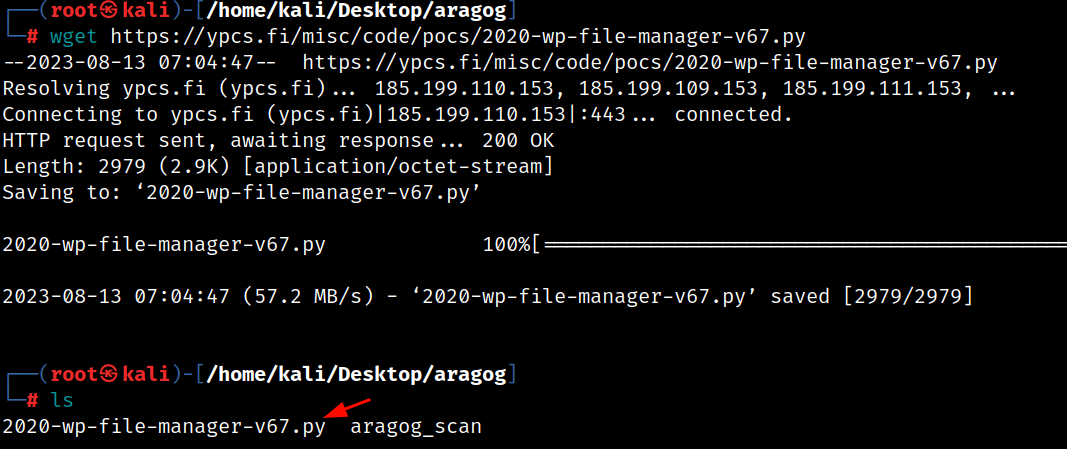 ┌──(root㉿kali)-[/home/kali/Desktop/aragog]
└─# wget https://ypcs.fi/misc/code/pocs/2020-wp-file-manager-v67.py
--2023-08-13 07:04:47--  https://ypcs.fi/misc/code/pocs/2020-wp-file-manager-v67.py
Resolving ypcs.fi (ypcs.fi)... 185.199.110.153, 185.199.109.153, 185.199.111.153, ...
Connecting to ypcs.fi (ypcs.fi)|185.199.110.153|:443... connected.
HTTP request sent, awaiting response... 200 OK
Length: 2979 (2.9K) [application/octet-stream]
Saving to: ‘2020-wp-file-manager-v67.py’
2020-wp-file-manager-v67.py             100%[===========================================
2023-08-13 07:04:47 (57.2 MB/s) - ‘2020-wp-file-manager-v67.py’ saved [2979/2979]
┌──(root㉿kali)-[/home/kali/Desktop/aragog]
└─# ls
2020-wp-file-manager-v67.py  aragog_scan